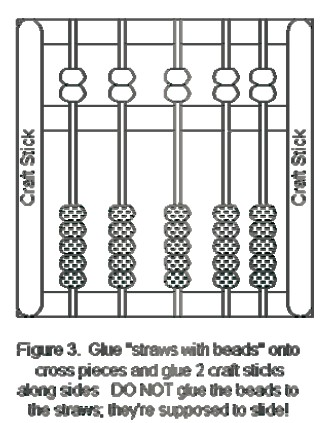 Craft Stick
Craft Stick
Figure 3. Glue "straws with beads" onto
cross pieces and glue 2 craft sticks
along sides DO NOT glue the beads to
the straws; they're supposed to slide!